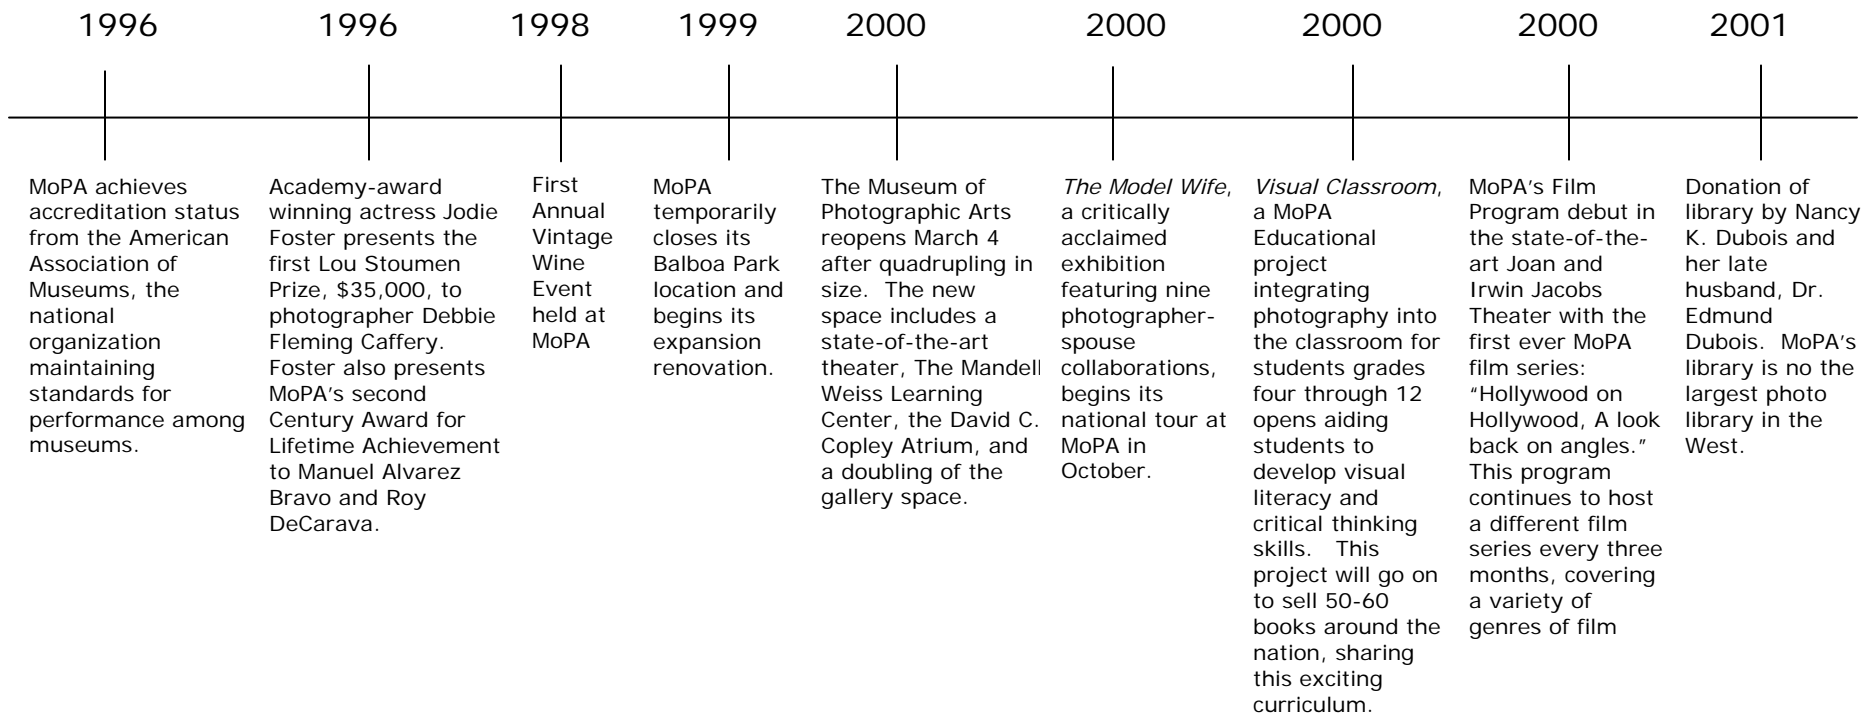 1996
1996
1998
1999
2000
2000
2000
2000
2001
MoPA achieves
accreditation status
from the American
Association of
Museums, the
national
organization
maintaining
standards for
performance among
museums.
Academy-award
winning actress Jodie
Foster presents the
first Lou Stoumen
Prize, $35,000, to
photographer Debbie
Fleming Caffery.
Foster also presents
MoPA's second
Century Award for
Lifetime Achievement
to Manuel Alvarez
Bravo and Roy
DeCarava.
First
Annual
Vintage
Wine
Event
held at
MoPA
MoPA
temporarily
closes its
Balboa Park
location and
begins its
expansion
renovation.
The Museum of
Photographic Arts
reopens March 4
after quadrupling in
size. The new
space includes a
state-of-the-art
theater, The Mandell
Weiss Learning
Center, the David C.
Copley Atrium, and
a doubling of the
gallery space.
The Model Wife,
a critically
acclaimed
exhibition
featuring nine
photographer-
spouse
collaborations,
begins its
national tour at
MoPA in
October.
Visual Classroom,
a MoPA
Educational
project
integrating
photography into
the classroom for
students grades
four through 12
opens aiding
students to
develop visual
literacy and
critical thinking
skills. This
project will go on
to sell 50-60
books around the
nation, sharing
this exciting
curriculum.
MoPA's Film
Program debut in
the state-of-the-
art Joan and
Irwin Jacobs
Theater with the
first ever MoPA
film series:
"Hollywood on
Hollywood, A look
back on angles."
This program
continues to host
a different film
series every three
months, covering
a variety of
genres of film
Donation of
library by Nancy
K. Dubois and
her late
husband, Dr.
Edmund
Dubois. MoPA's
library is no the
largest photo
library in the
West.